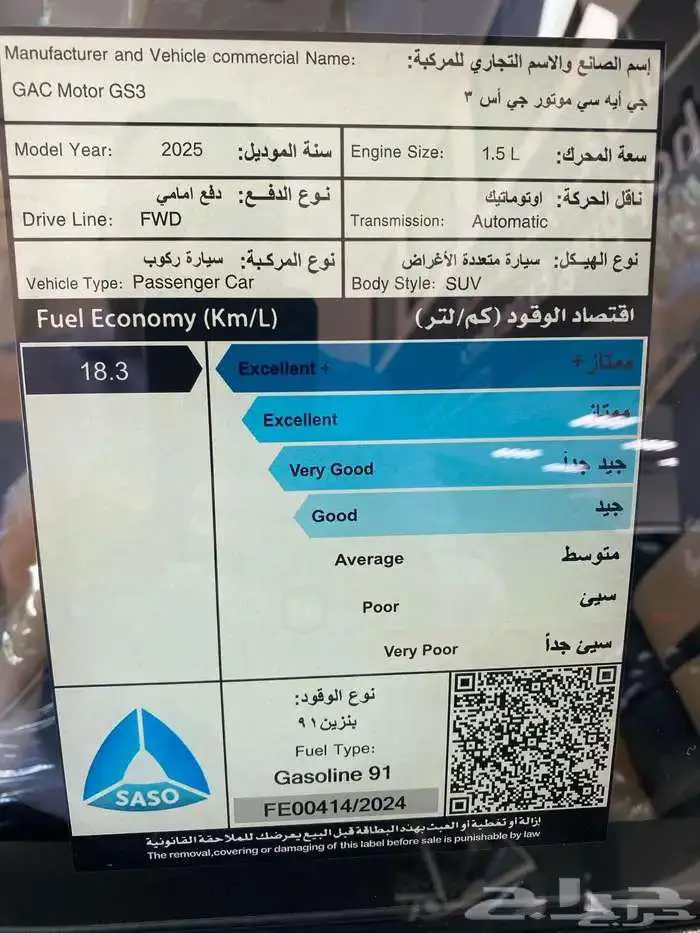 Manufacturer and Vehicle commercial Name: إسم الصانع والاسم التجاري للمركبة:
GAC Motor GS3 جي أيه سي موتور جي أس ٣
Model Year: 2025 سنة الموديل:
Engine Size: 1.5 L سعة المحرك:
نوع الدفـع: دفع امامي
Drive Line: FWD
ناقل الحركة: اوتوماتيك
Transmission: Automatic
نوع المركبة: سيارة ركوب
Vehicle Type: Passenger Car
نوع الهيكل: سيارة متعددة الأغراض
Body Style: SUV
Fuel Economy (Km/L) اقتصاد الوقود (كم/لتر)
18.3
Excellent + ممتاز +
Excellent ممتاز
Very Good جيد جداً
Good جيد
Average متوسط
Poor سيئ
Very Poor سيئ جداً
SASO
نوع الوقود:
بنزين ٩١
Fuel Type:
Gasoline 91
FE00414/2024
إزالة أو تغطية أو العبث بهذه البطاقة قبل البيع يعرضك للملاحقة القانونية
The removal,covering or damaging of this label before sale is punishable by law
حراج